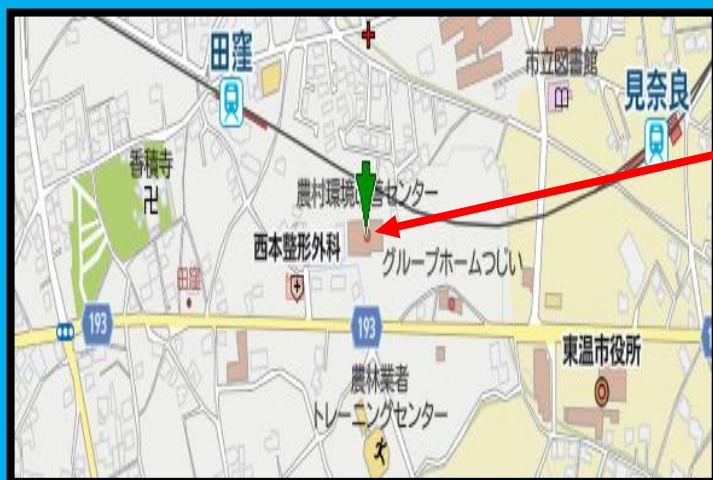 田窪
市立図書館
見奈良
香積寺
農村環境改善センター
西本整形外科
グループホームつじい
田窪
193
193
東温市役所
農林業者
トレーニングセンター